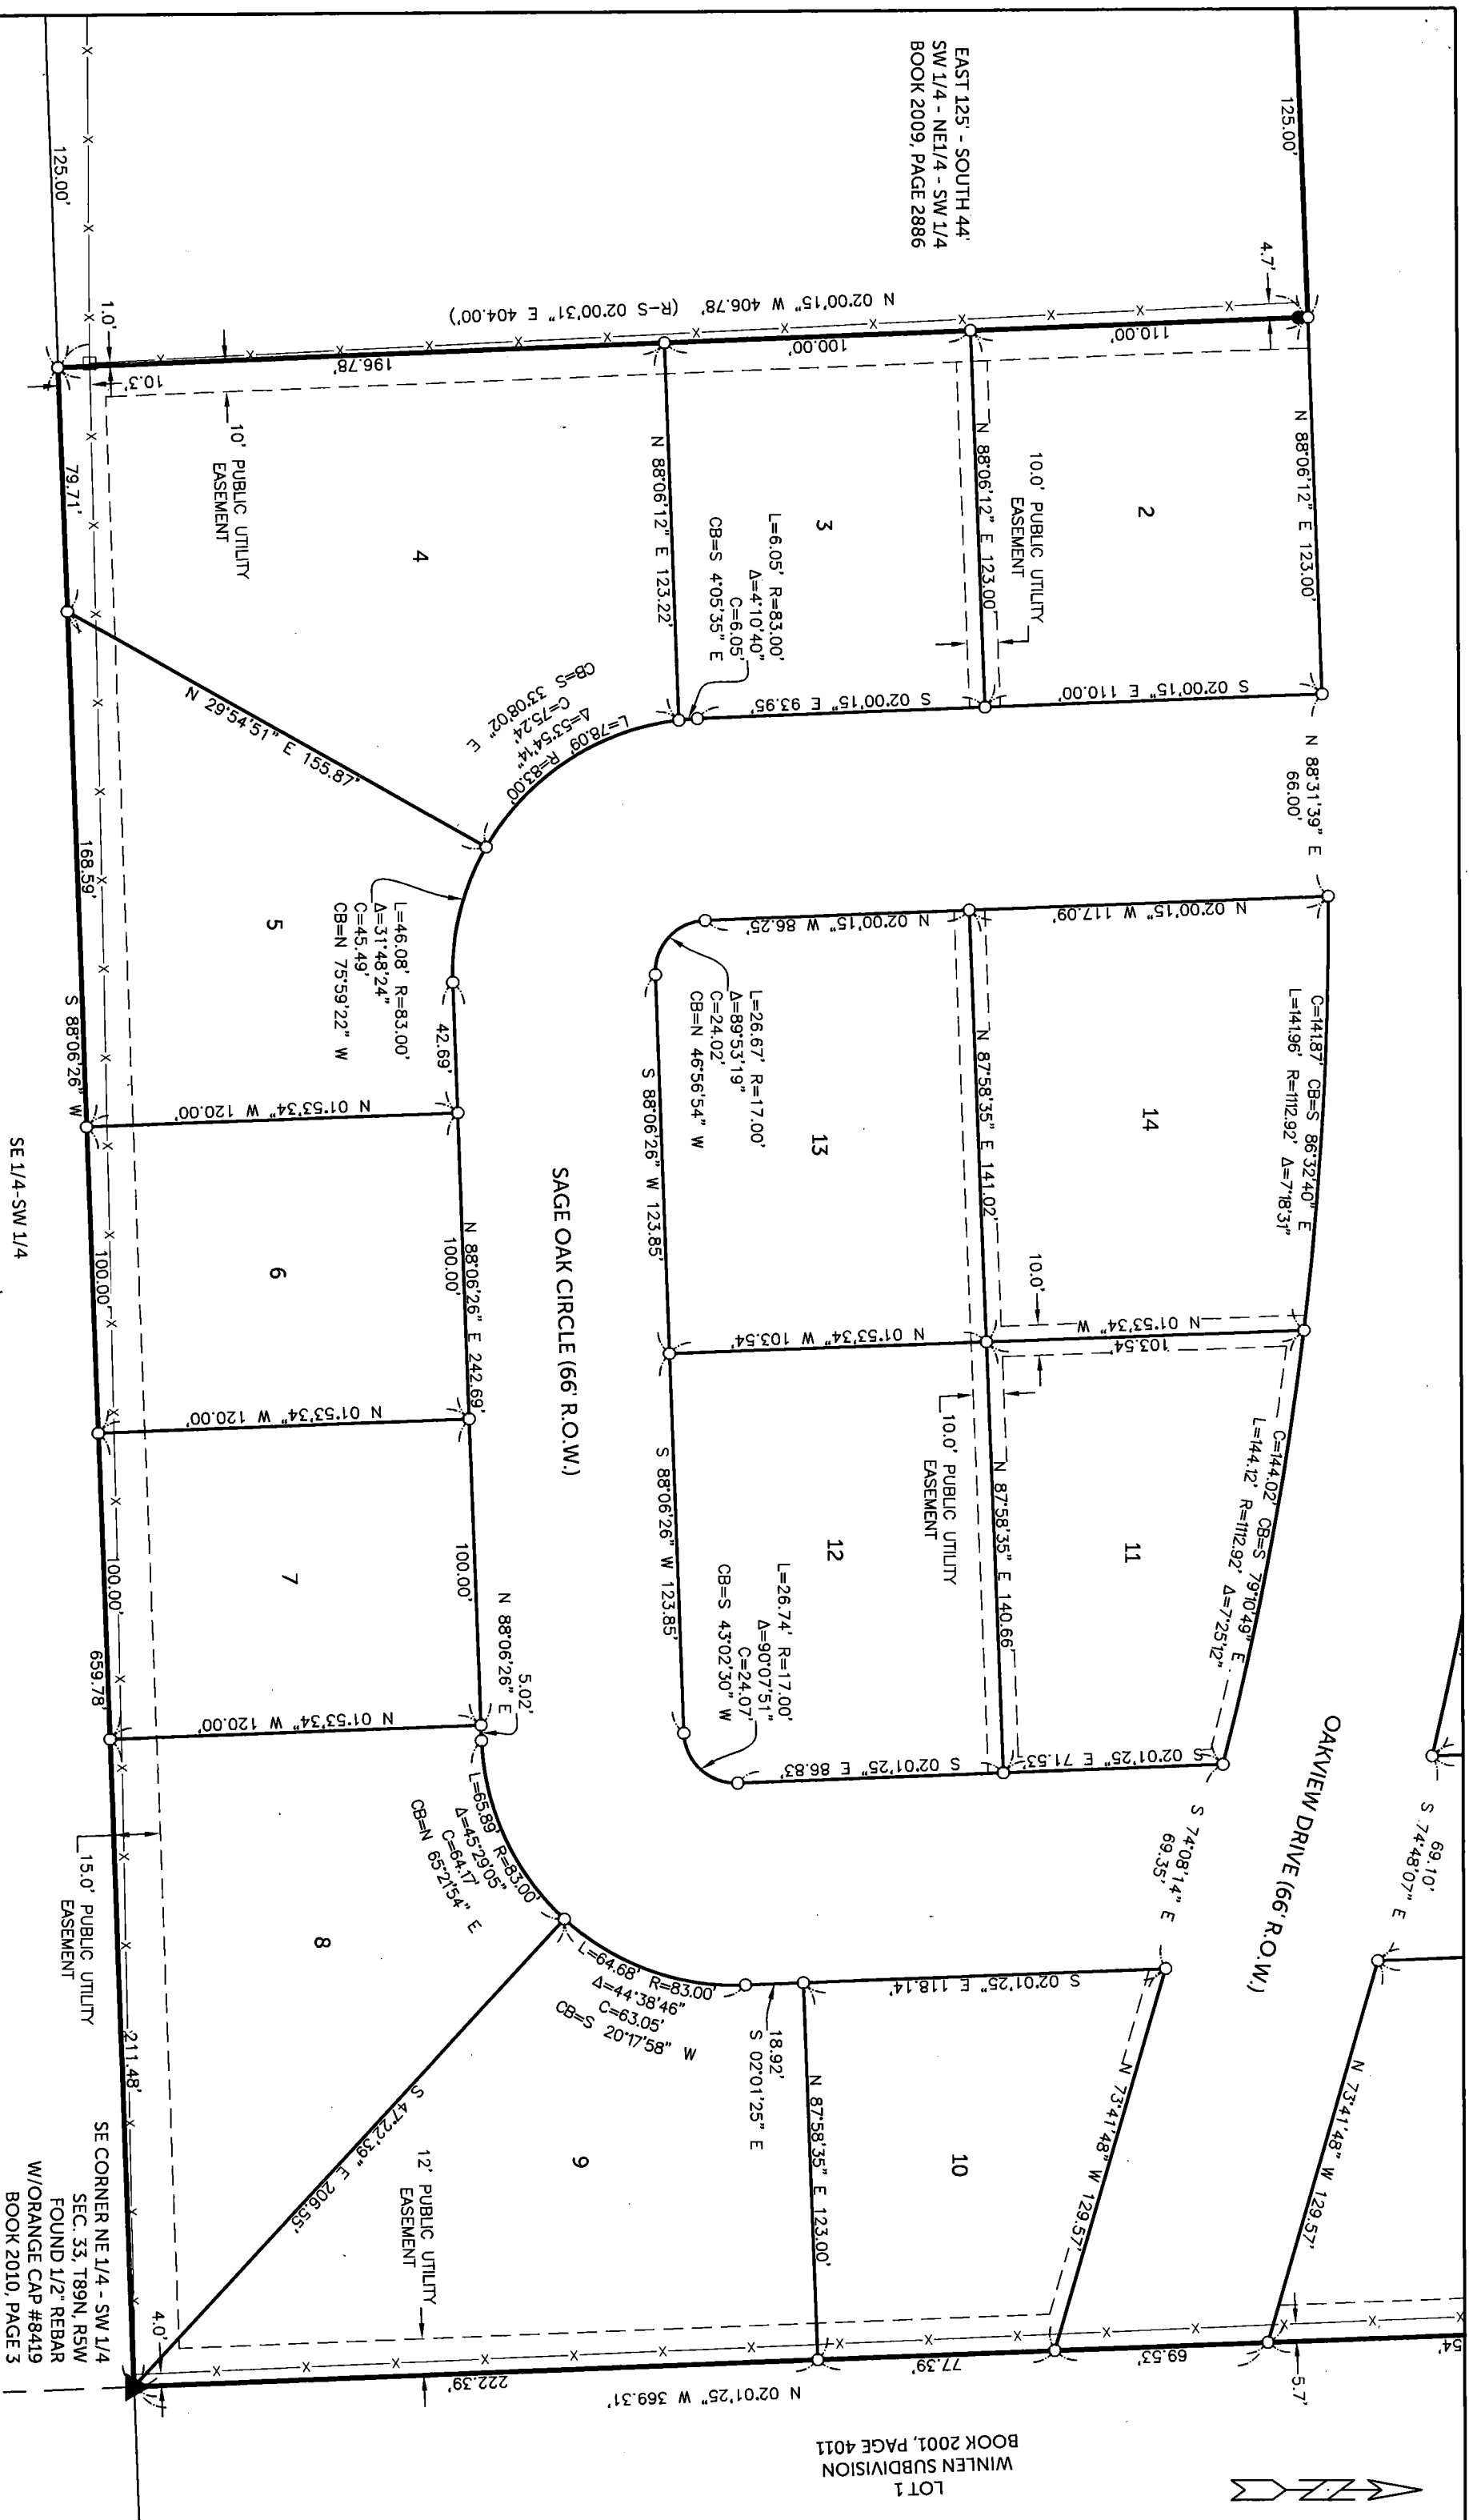 EAST 125' - SOUTH 44'
SW 1/4 - NE1/4 - SW 1/4
BOOK 2009, PAGE 2886
125.00'
4.7'
N 88°06'12" E 123.00'
N 88°31'39" E
66.00'
C=141.87' CB=S 86°32'40" E
L=141.96' R=1112.92' Δ=7°18'31"
C=144.02' CB=S 79°10'49" E
L=144.12' R=1112.92' Δ=7°25'12"
OAKVIEW DRIVE (66' R.O.W.)
69.10'
S 74°48'07" E
S 74°08'14" E
69.35'
N 73°41'48" W 129.57'
N 73°41'48" W 129.57'
5.7'
54'
69.53'
77.39'
N 02°01'25" W 369.31'
222.39'
LOT 1
WINLEN SUBDIVISION
BOOK 2001, PAGE 4011
N 02°00'15" W 406.78' (R-S 02°00'31" E 404.00')
110.00'
100.00'
196.78'
2
S 02°00'15" E 110.00'
10.0' PUBLIC UTILITY
EASEMENT
N 88°06'12" E 123.00'
3
S 02°00'15" E 93.95'
L=6.05' R=83.00'
Δ=4°10'40"
C=6.05'
CB=S 4°05'35" E
N 88°06'12" E 123.22'
4
L=78.09' R=83.00'
Δ=53°54'14"
C=75.24'
CB=S 33°08'02" E
10' PUBLIC UTILITY
EASEMENT
1.0'
10.3'
125.00'
79.71'
N 29°54'51" E 155.87'
5
L=46.08' R=83.00'
Δ=31°48'24"
C=45.49'
CB=N 75°59'22" W
42.69'
168.59'
S 88°06'26" W
N 01°53'34" W 120.00'
N 02°00'15" W 117.09'
14
N 01°53'34" W
103.54'
10.0'
N 87°58'35" E 141.02'
N 02°00'15" W 86.25'
13
L=26.67' R=17.00'
Δ=89°53'19"
C=24.02'
CB=N 46°56'54" W
S 88°06'26" W 123.85'
N 01°53'34" W 103.54'
11
S 02°01'25" E 71.53'
N 87°58'35" E 140.66'
10.0' PUBLIC UTILITY
EASEMENT
12
L=26.74' R=17.00'
Δ=90°07'51"
C=24.07'
CB=S 43°02'30" W
S 02°01'25" E 86.83'
S 88°06'26" W 123.85'
SAGE OAK CIRCLE (66' R.O.W.)
N 88°06'26" E 242.69'
100.00'
6
100.00'
N 01°53'34" W 120.00'
100.00'
7
100.00'
659.78'
N 01°53'34" W 120.00'
5.02'
N 88°06'26" E
L=65.89' R=83.00'
Δ=45°29'05"
C=64.17'
CB=N 65°21'54" E
8
15.0' PUBLIC UTILITY
EASEMENT
211.48'
L=64.68' R=83.00'
Δ=44°38'46"
C=63.05'
CB=S 20°17'58" W
S 47°22'39" E 206.55'
9
12' PUBLIC UTILITY
EASEMENT
4.0'
18.92'
S 02°01'25" E
S 02°01'25" E 118.14'
N 87°58'35" E 123.00'
10
SE 1/4-SW 1/4
SE CORNER NE 1/4 - SW 1/4
SEC. 33, T89N, R5W
FOUND 1/2" REBAR
W/ORANGE CAP #8419
BOOK 2010, PAGE 3
N